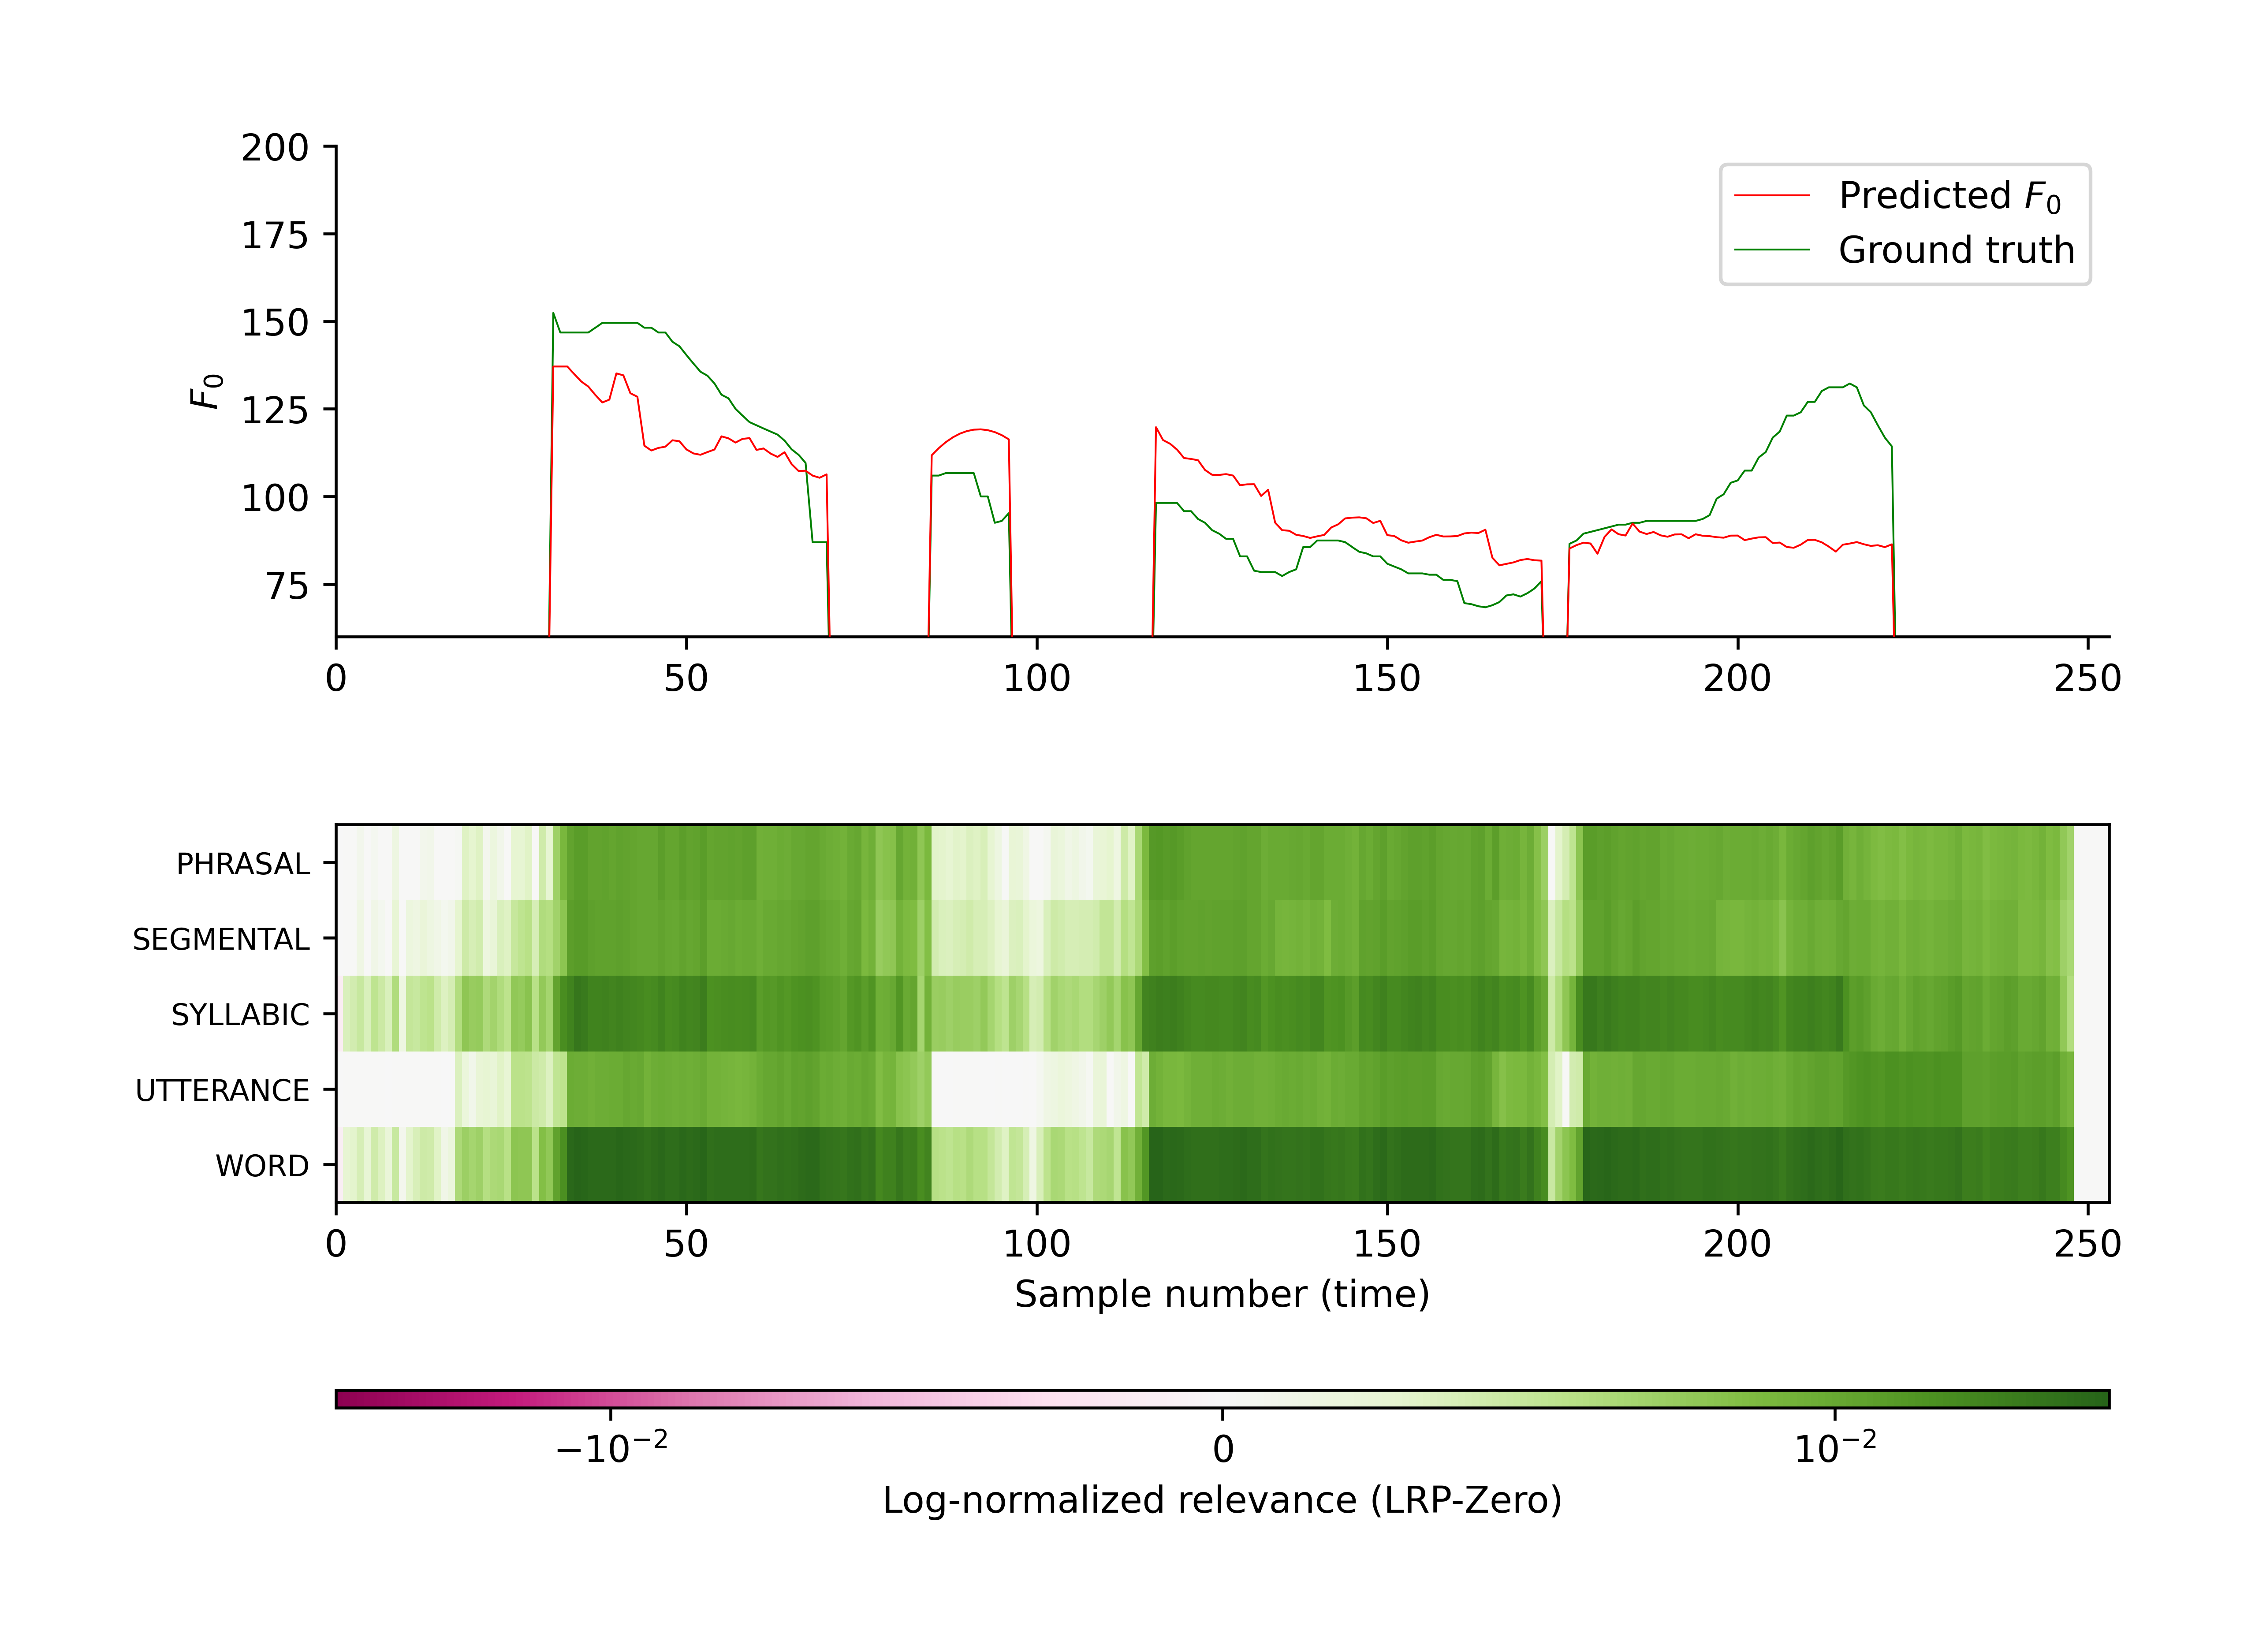 200
175
150
125
100
75
F₀
Predicted F₀
Ground truth
0 50 100 150 200 250
PHRASAL
SEGMENTAL
SYLLABIC
UTTERANCE
WORD
0 50 100 150 200 250
Sample number (time)
−10⁻² 0 10⁻²
Log-normalized relevance (LRP-Zero)